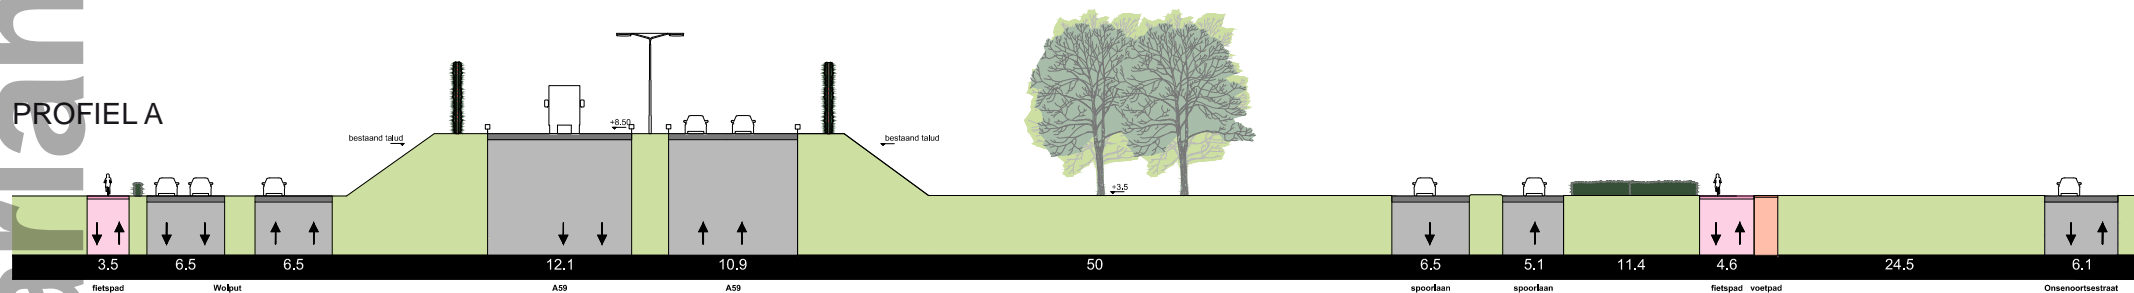 PROFIEL A
+8.50
bestaand talud
bestaand talud
+3.5
3.5 6.5 6.5 12.1 10.9 50 6.5 5.1 11.4 4.6 24.5 6.1
fietspad Wolput A59 A59 spoorlaan spoorlaan fietspad voetpad Onsenoortsestraat